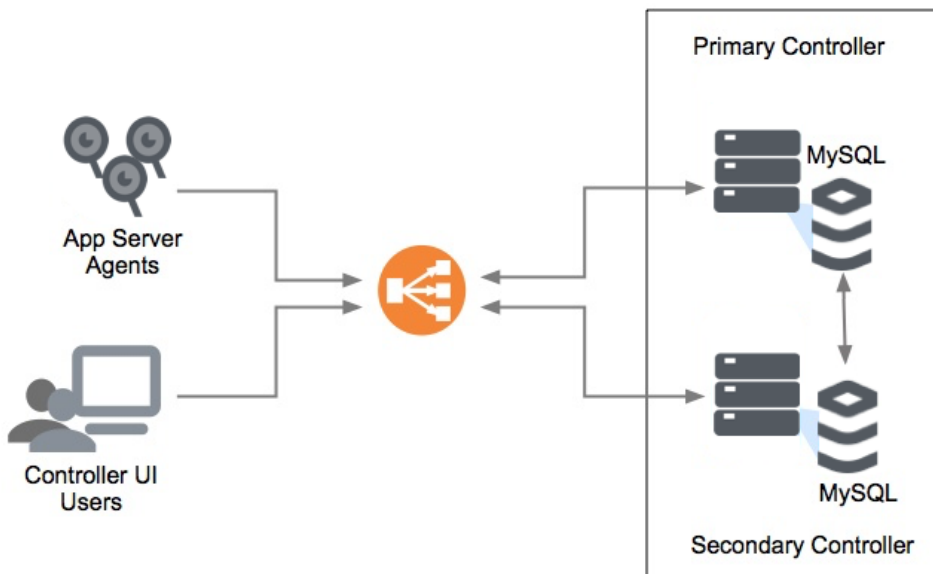 Primary Controller
MySQL
App Server
Agents
Controller UI
Users
MySQL
Secondary Controller